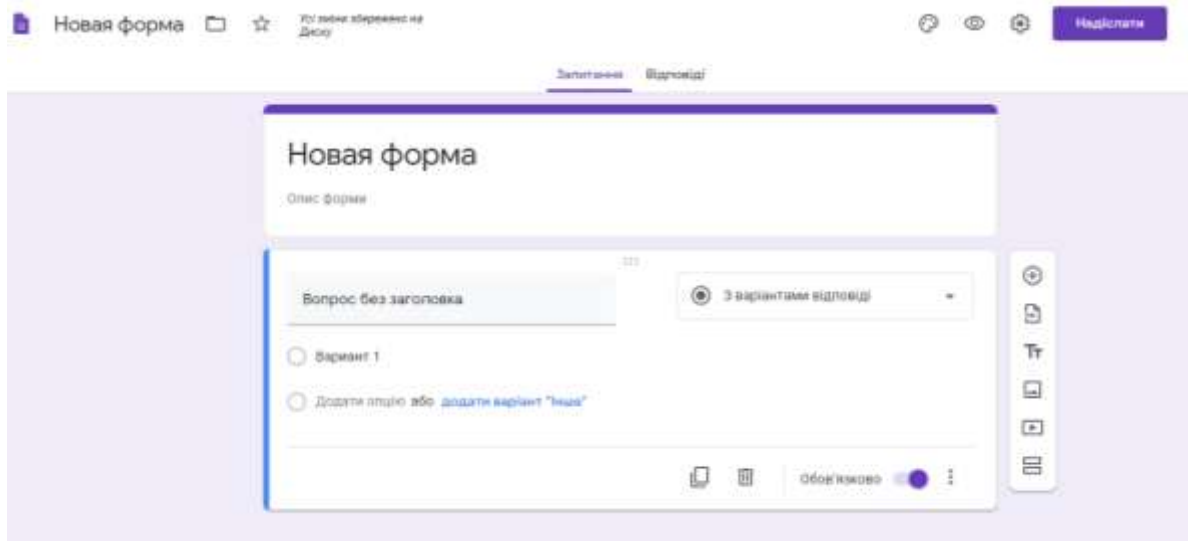 Новая форма
Усі зміни збережено на
Диску
Надіслати
Запитання Відповіді
Новая форма
Опис форми
Вопрос без заголовка
З варіантами відповіді
Вариант 1
Додати опцію або додати варіант "Інше"
Обов'язково